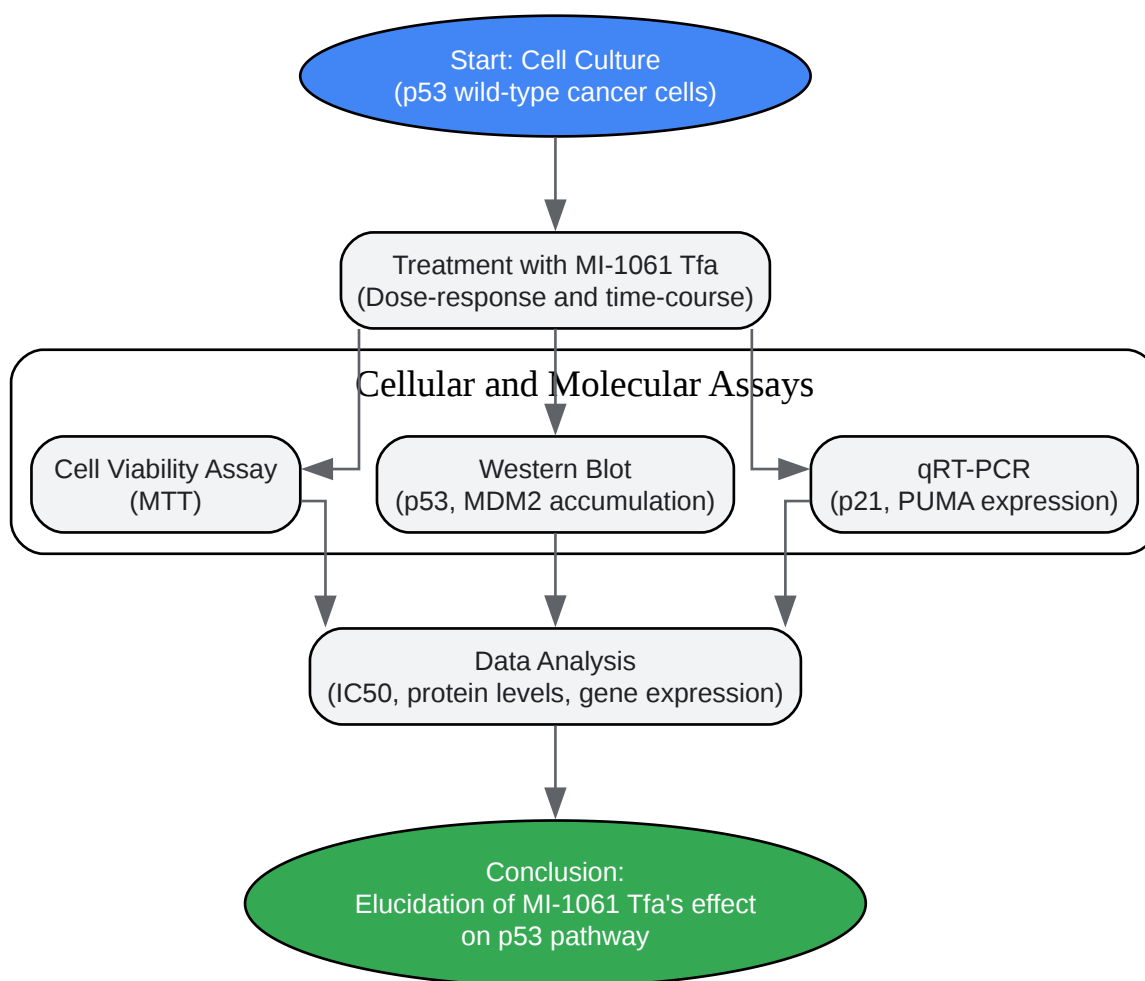 Start: Cell Culture
(p53 wild-type cancer cells)
Treatment with MI-1061 Tfa
(Dose-response and time-course)
Cellular and Molecular Assays
Cell Viability Assay
(MTT)
Western Blot
(p53, MDM2 accumulation)
qRT-PCR
(p21, PUMA expression)
Data Analysis
(IC50, protein levels, gene expression)
Conclusion:
Elucidation of MI-1061 Tfa's effect
on p53 pathway